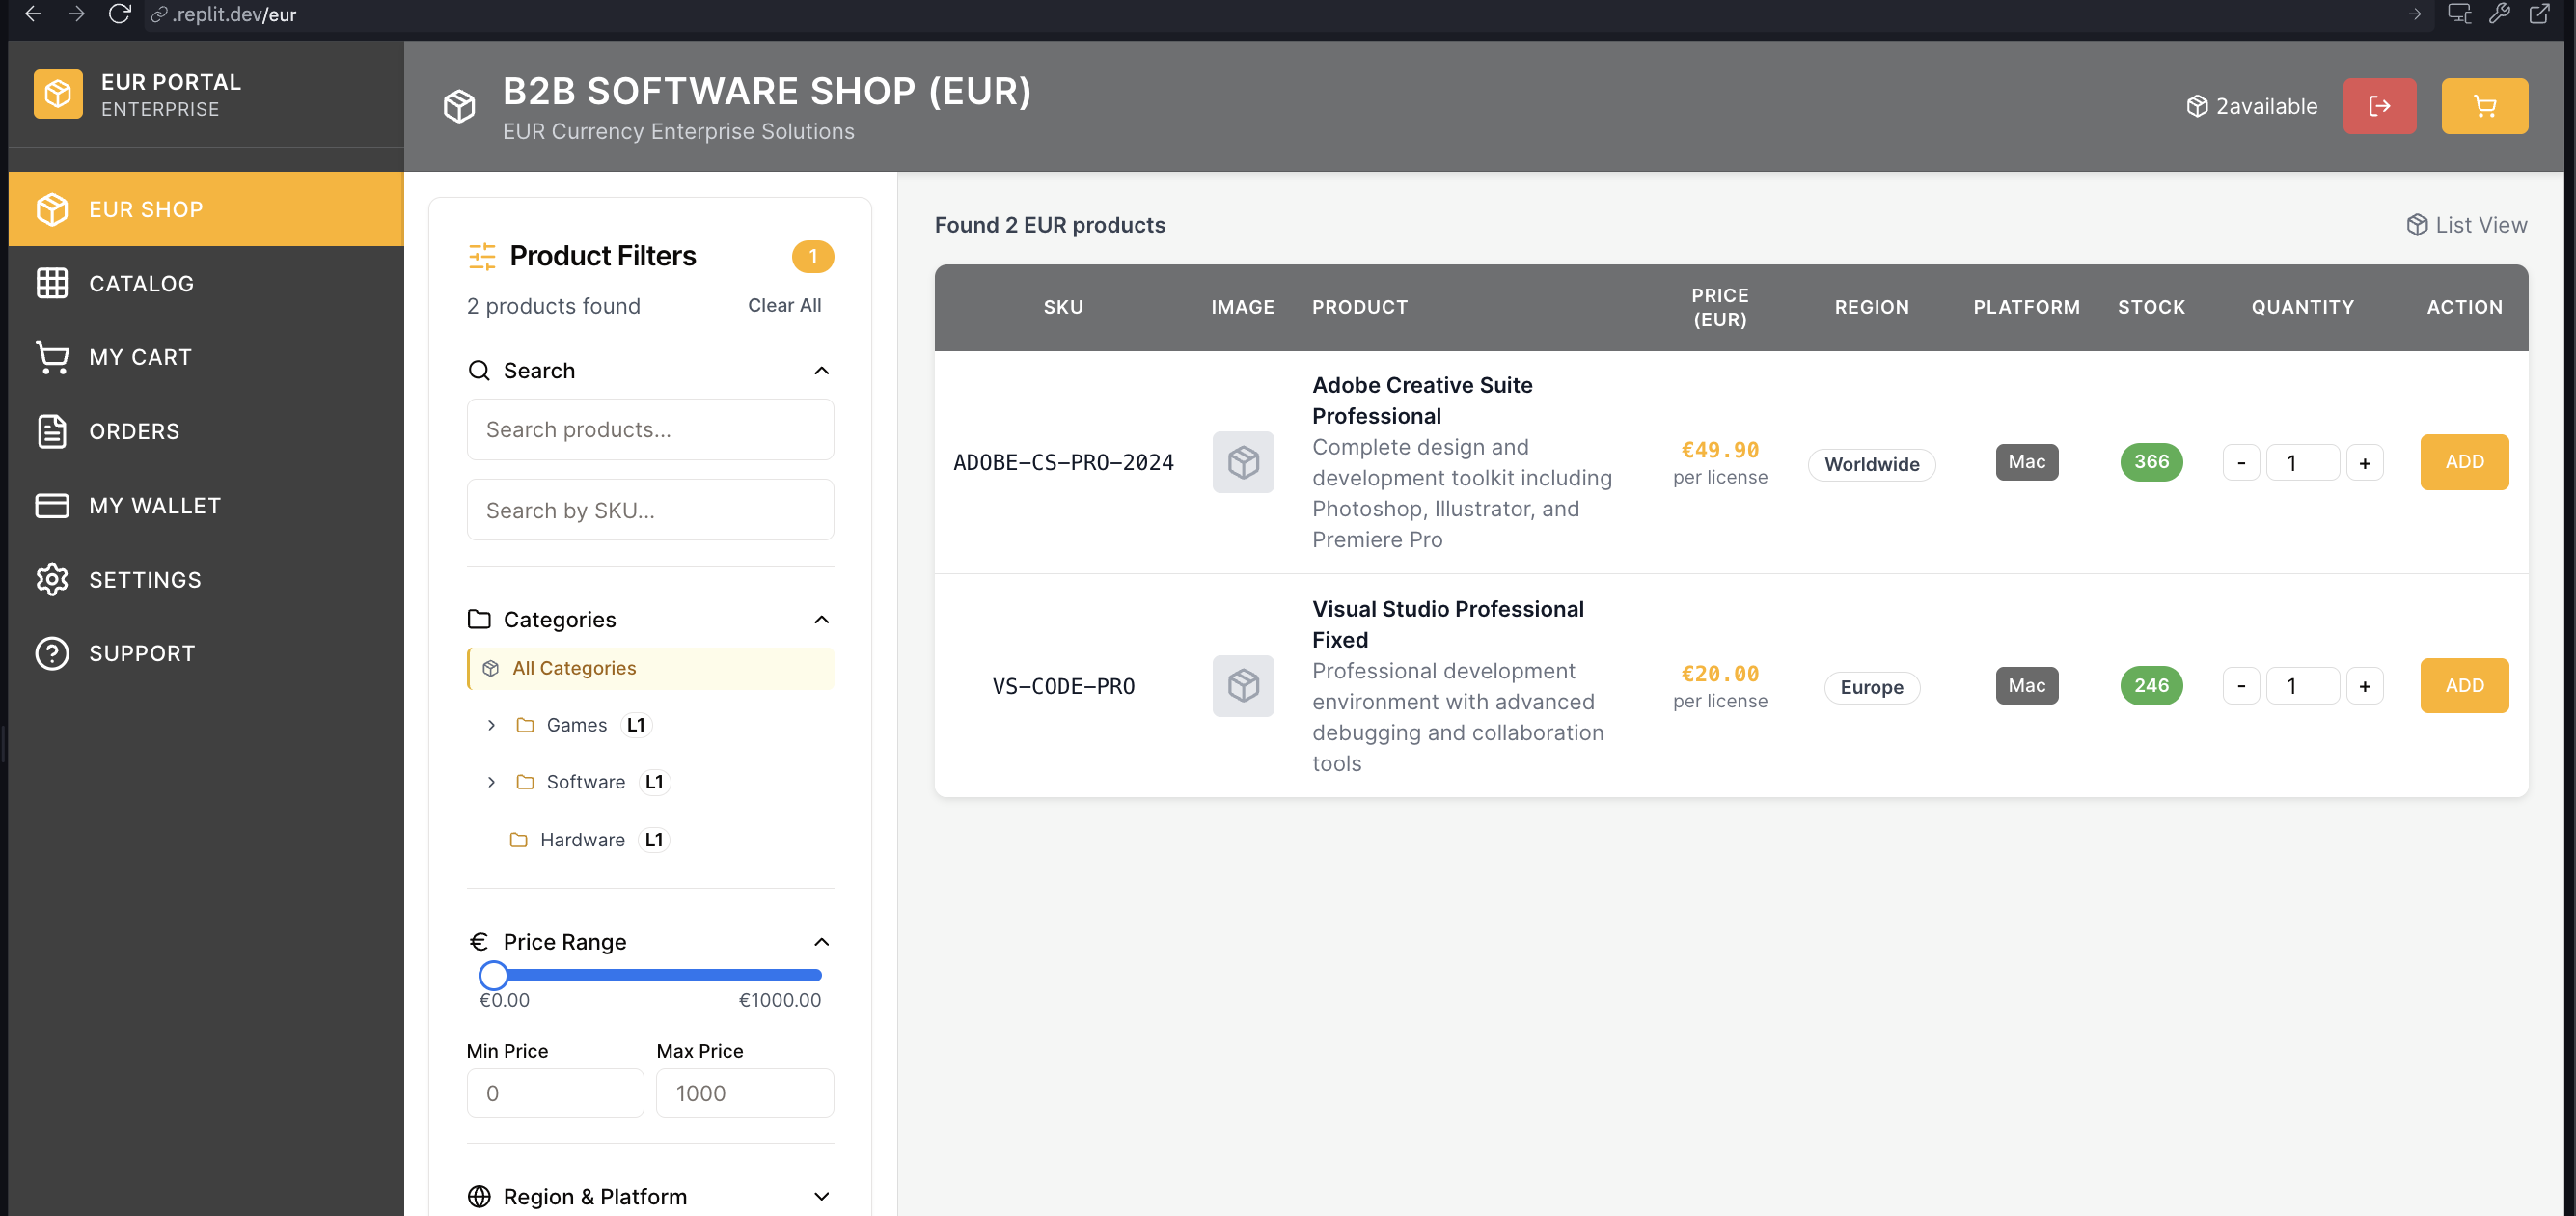 .replit.dev/eur
EUR PORTAL
ENTERPRISE
EUR SHOP
CATALOG
MY CART
ORDERS
MY WALLET
SETTINGS
SUPPORT
B2B SOFTWARE SHOP (EUR)
EUR Currency Enterprise Solutions
2available
Product Filters
1
2 products found
Clear All
Search
Search products...
Search by SKU...
Categories
All Categories
Games L1
Software L1
Hardware L1
€ Price Range
€0.00 €1000.00
Min Price Max Price
0 1000
Region & Platform
Found 2 EUR products
List View
SKU IMAGE PRODUCT PRICE (EUR) REGION PLATFORM STOCK QUANTITY ACTION
ADOBE-CS-PRO-2024
Adobe Creative Suite
Professional
Complete design and
development toolkit including
Photoshop, Illustrator, and
Premiere Pro
€49.90
per license
Worldwide
Mac
366
- 1 +
ADD
VS-CODE-PRO
Visual Studio Professional
Fixed
Professional development
environment with advanced
debugging and collaboration
tools
€20.00
per license
Europe
Mac
246
- 1 +
ADD